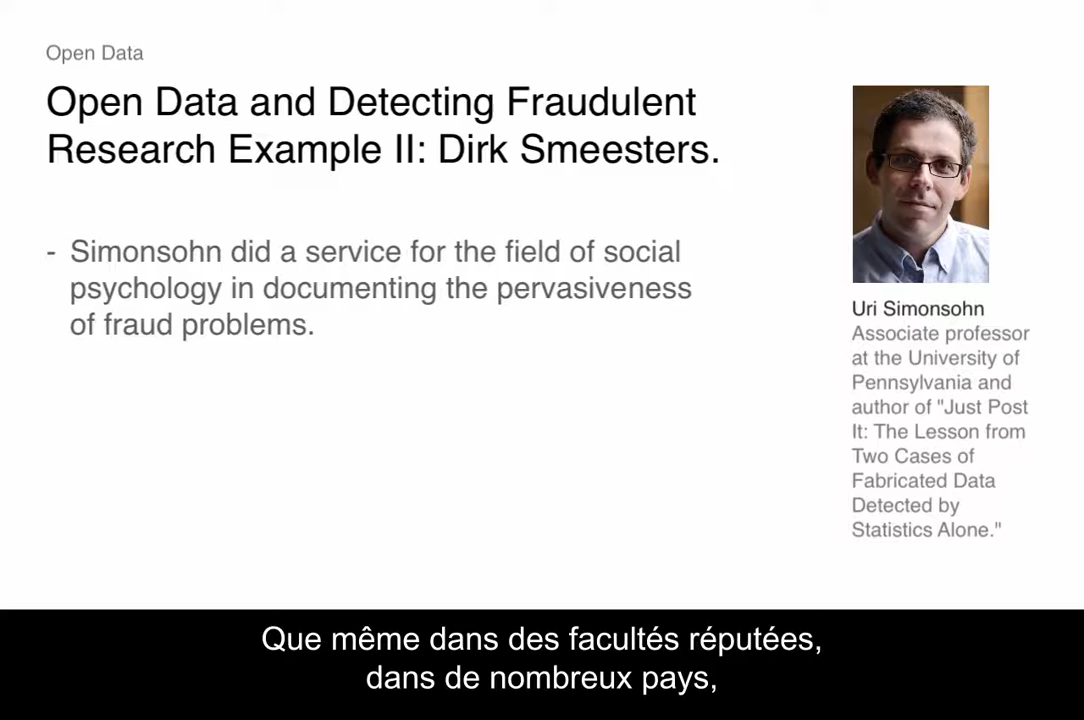 Open Data
Open Data and Detecting Fraudulent
Research Example II: Dirk Smeesters.
- Simonsohn did a service for the field of social
psychology in documenting the pervasiveness
of fraud problems.
Uri Simonsohn
Associate professor
at the University of
Pennsylvania and
author of "Just Post
It: The Lesson from
Two Cases of
Fabricated Data
Detected by
Statistics Alone."
Que même dans des facultés réputées,
dans de nombreux pays,